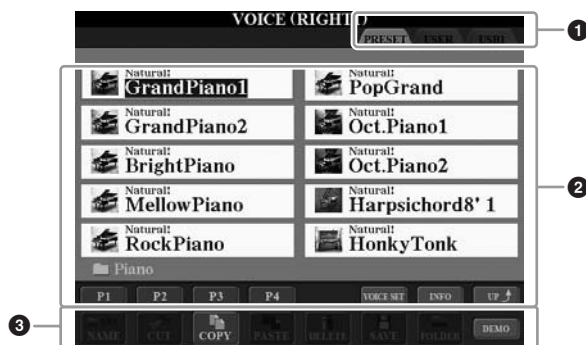 VOICE (RIGHT1)
PRESET USER USB1
1
Natural!
GrandPiano1
Natural!
PopGrand
Natural!
GrandPiano2
Natural!
Oct.Piano1
Natural!
BrightPiano
Natural!
Oct.Piano2
2
Natural!
MellowPiano
Natural!
Harpsichord8' 1
Natural!
RockPiano
Natural!
HonkyTonk
Piano
P1 P2 P3 P4 VOICE SET INFO UP
3
NAME CUT COPY PASTE DELETE SAVE FOLDER DEMO